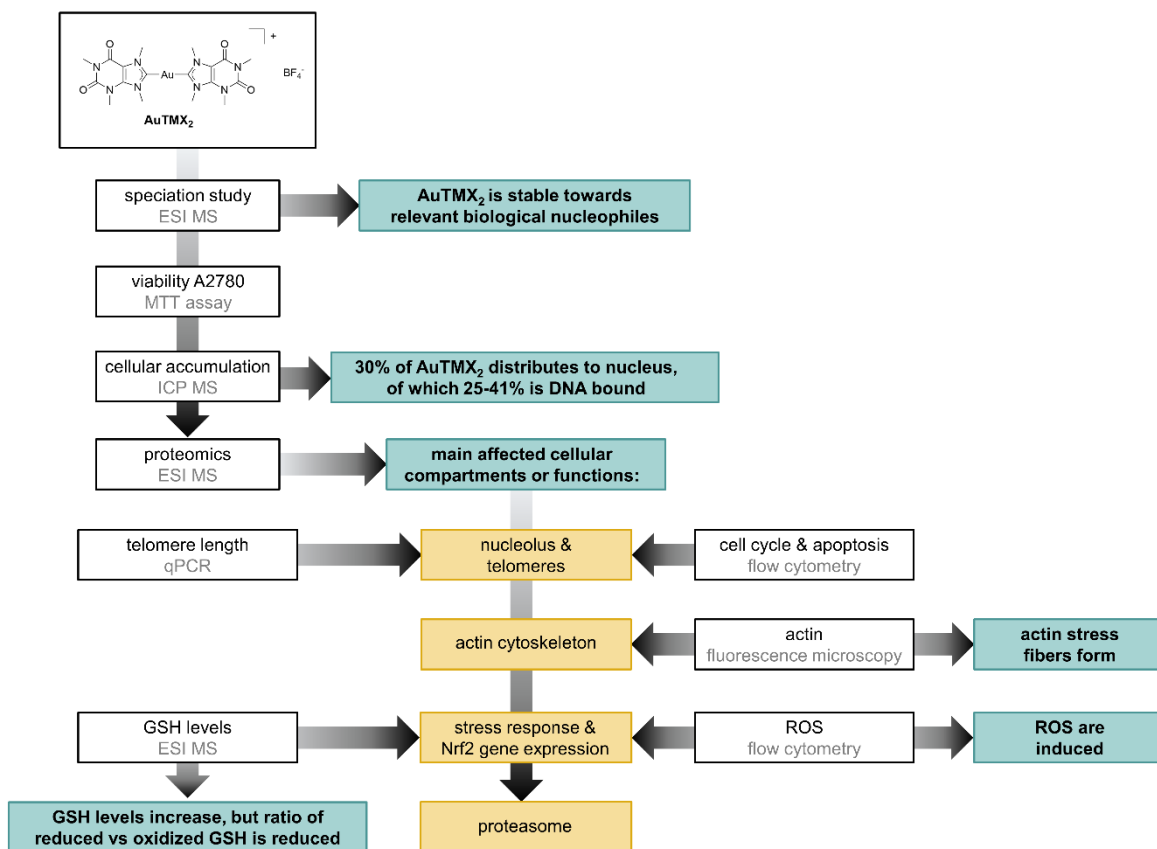 O
N
N
N
N
O
Au
N
N
N
N
O
O
+
BF₄⁻
AuTMX₂
speciation study
ESI MS
AuTMX₂ is stable towards
relevant biological nucleophiles
viability A2780
MTT assay
cellular accumulation
ICP MS
30% of AuTMX₂ distributes to nucleus,
of which 25-41% is DNA bound
proteomics
ESI MS
main affected cellular
compartments or functions:
telomere length
qPCR
nucleolus &
telomeres
cell cycle & apoptosis
flow cytometry
actin cytoskeleton
actin
fluorescence microscopy
actin stress
fibers form
GSH levels
ESI MS
stress response &
Nrf2 gene expression
ROS
flow cytometry
ROS are
induced
GSH levels increase, but ratio of
reduced vs oxidized GSH is reduced
proteasome